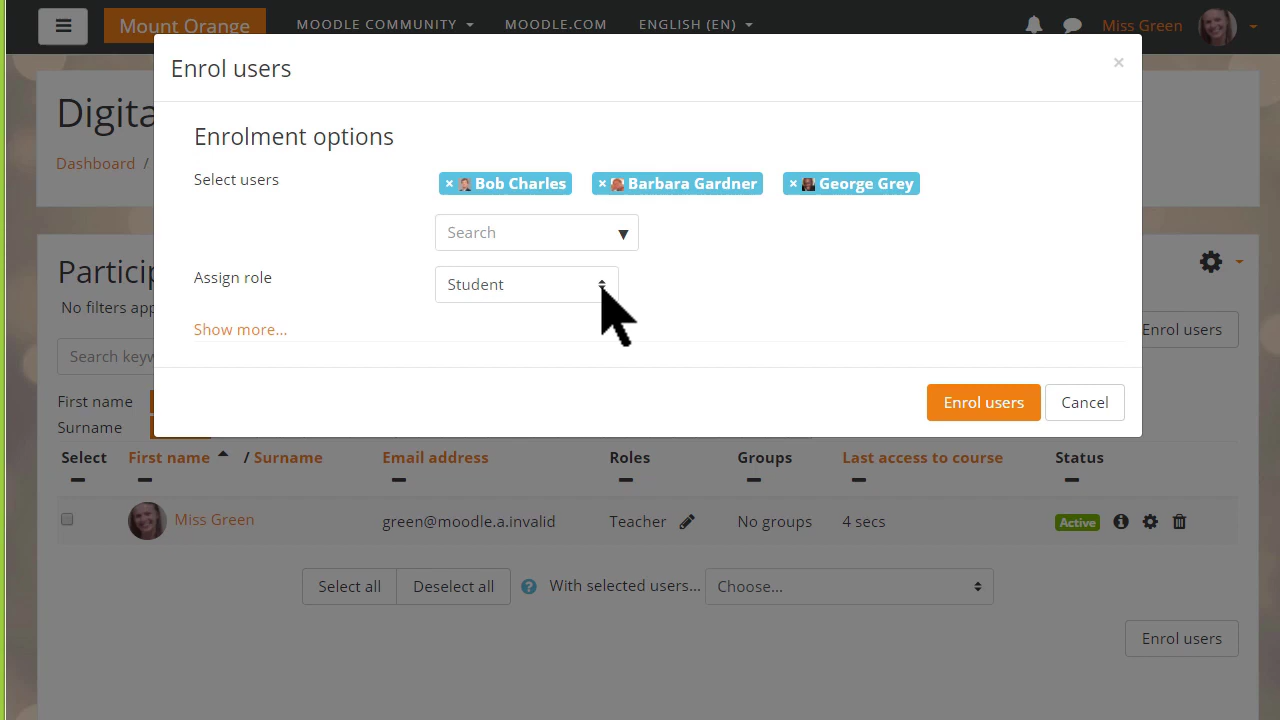 Mount Orange MOODLE COMMUNITY MOODLE.COM ENGLISH (EN) Miss Green
Enrol users ×
Digita
Enrolment options
Dashboard /
Select users × Bob Charles × Barbara Gardner × George Grey
Search ▼
Particip
Assign role Student
No filters app
Show more... Enrol users
Search keyw
First name Enrol users Cancel
Surname
Select First name / Surname Email address Roles Groups Last access to course Status
Miss Green green@moodle.a.invalid Teacher No groups 4 secs Active
Select all Deselect all ? With selected users... Choose...
Enrol users